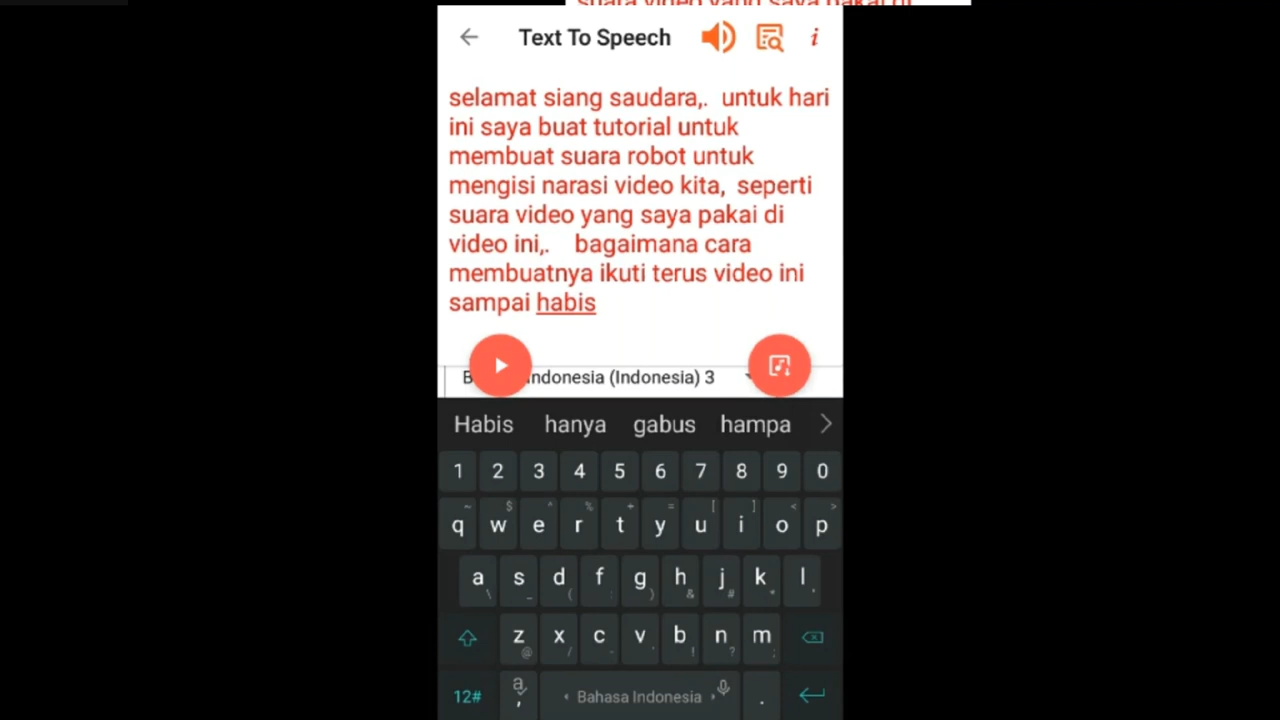 Text To Speech i
selamat siang saudara,. untuk hari
ini saya buat tutorial untuk
membuat suara robot untuk
mengisi narasi video kita, seperti
suara video yang saya pakai di
video ini,. bagaimana cara
membuatnya ikuti terus video ini
sampai habis
ndonesia (Indonesia) 3
Habis hanya gabus hampa
1 2 3 4 5 6 7 8 9 0
~ $ ^ % + = [ ] < >
q w e r t y u i o p
a s d f g h j k l
\ _ ( : ) & # * '
z x c v b n m
@ / - ' ! ? ;
12# a , Bahasa Indonesia .